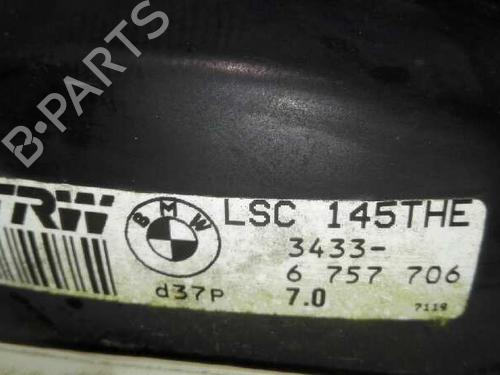 B-PARTS
TRW
BMW
LSC 145THE
3433-
6 757 706
d37p
7.0
7119